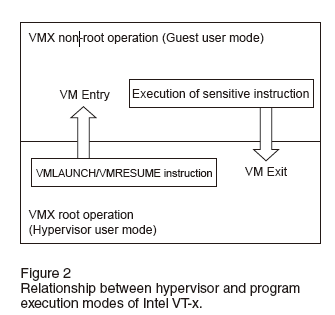 VMX non-root operation (Guest user mode)
VM Entry
Execution of sensitive instruction
VMLAUNCH/VMRESUME instruction
VM Exit
VMX root operation
(Hypervisor user mode)
Figure 2
Relationship between hypervisor and program
execution modes of Intel VT-x.